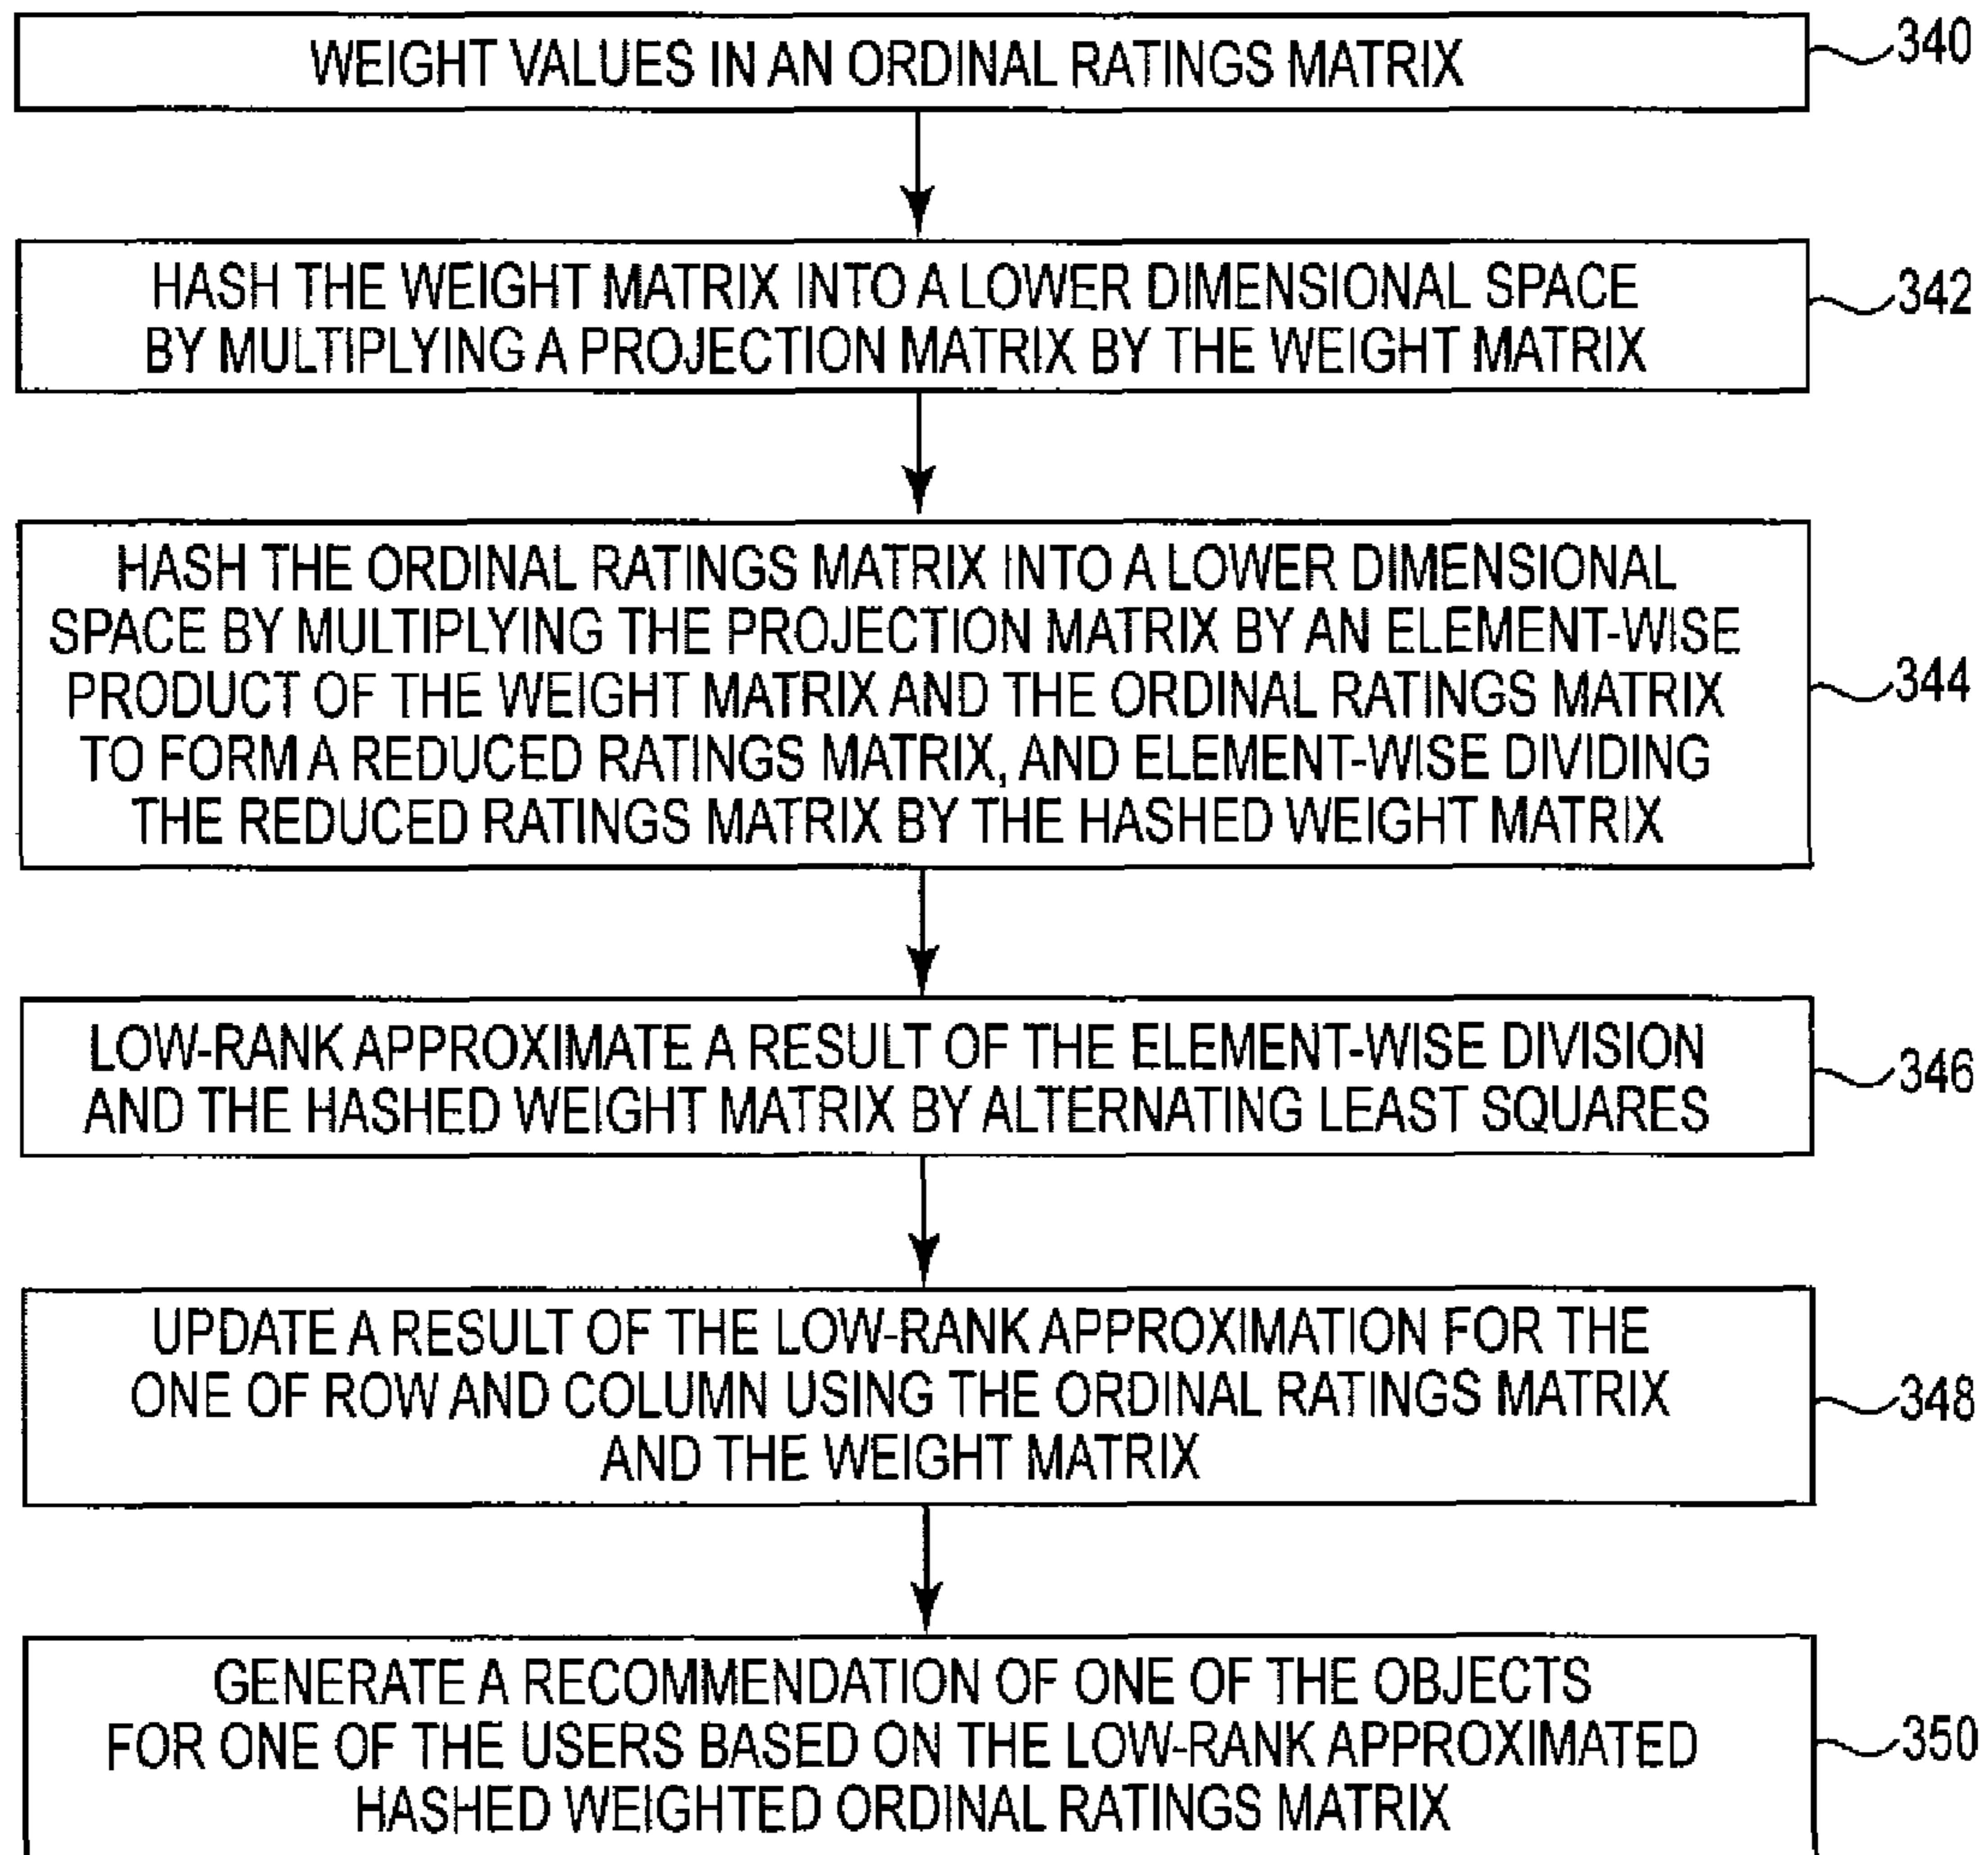 WEIGHT VALUES IN AN ORDINAL RATINGS MATRIX
340
HASH THE WEIGHT MATRIX INTO A LOWER DIMENSIONAL SPACE
BY MULTIPLYING A PROJECTION MATRIX BY THE WEIGHT MATRIX
342
HASH THE ORDINAL RATINGS MATRIX INTO A LOWER DIMENSIONAL
SPACE BY MULTIPLYING THE PROJECTION MATRIX BY AN ELEMENT-WISE
PRODUCT OF THE WEIGHT MATRIX AND THE ORDINAL RATINGS MATRIX
TO FORM A REDUCED RATINGS MATRIX, AND ELEMENT-WISE DIVIDING
THE REDUCED RATINGS MATRIX BY THE HASHED WEIGHT MATRIX
344
LOW-RANK APPROXIMATE A RESULT OF THE ELEMENT-WISE DIVISION
AND THE HASHED WEIGHT MATRIX BY ALTERNATING LEAST SQUARES
346
UPDATE A RESULT OF THE LOW-RANK APPROXIMATION FOR THE
ONE OF ROW AND COLUMN USING THE ORDINAL RATINGS MATRIX
AND THE WEIGHT MATRIX
348
GENERATE A RECOMMENDATION OF ONE OF THE OBJECTS
FOR ONE OF THE USERS BASED ON THE LOW-RANK APPROXIMATED
HASHED WEIGHTED ORDINAL RATINGS MATRIX
350